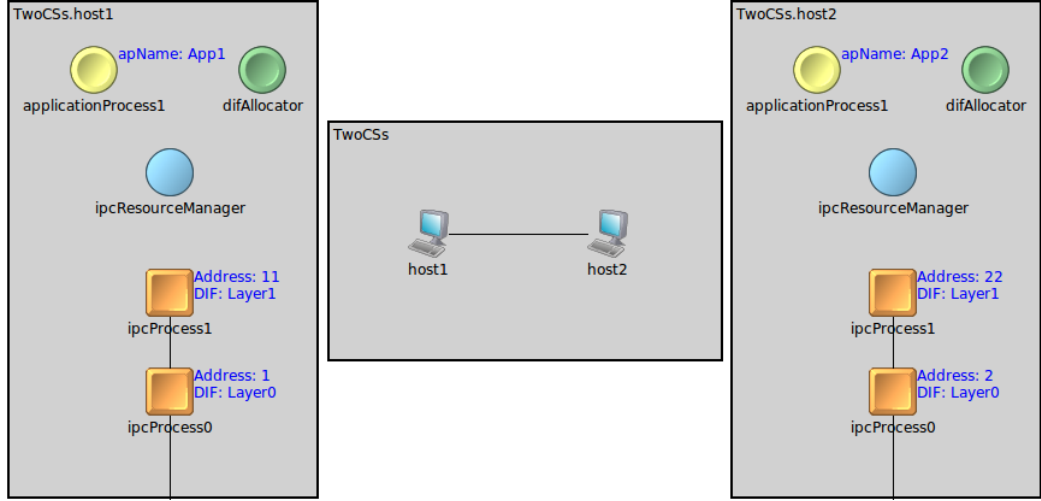 TwoCSs.host1
apName: App1
applicationProcess1
difAllocator
ipcResourceManager
Address: 11
DIF: Layer1
ipcProcess1
Address: 1
DIF: Layer0
ipcProcess0
TwoCSs
host1
host2
TwoCSs.host2
apName: App2
applicationProcess1
difAllocator
ipcResourceManager
Address: 22
DIF: Layer1
ipcProcess1
Address: 2
DIF: Layer0
ipcProcess0